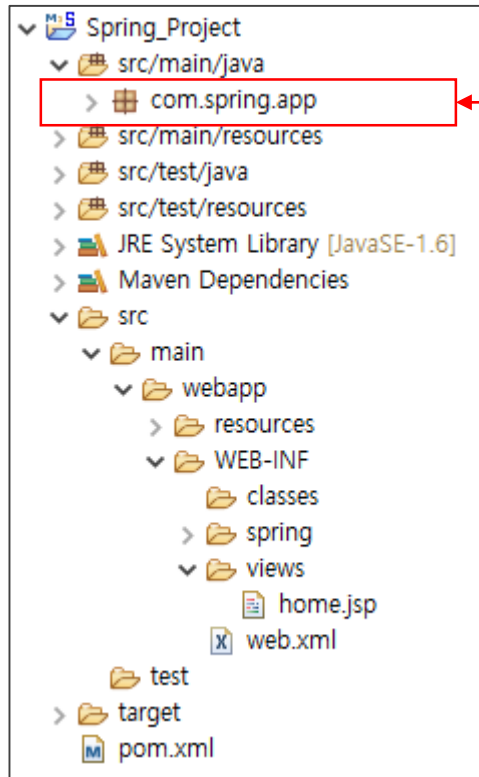 Spring_Project
src/main/java
com.spring.app
src/main/resources
src/test/java
src/test/resources
JRE System Library [JavaSE-1.6]
Maven Dependencies
src
main
webapp
resources
WEB-INF
classes
spring
views
home.jsp
web.xml
test
target
pom.xml